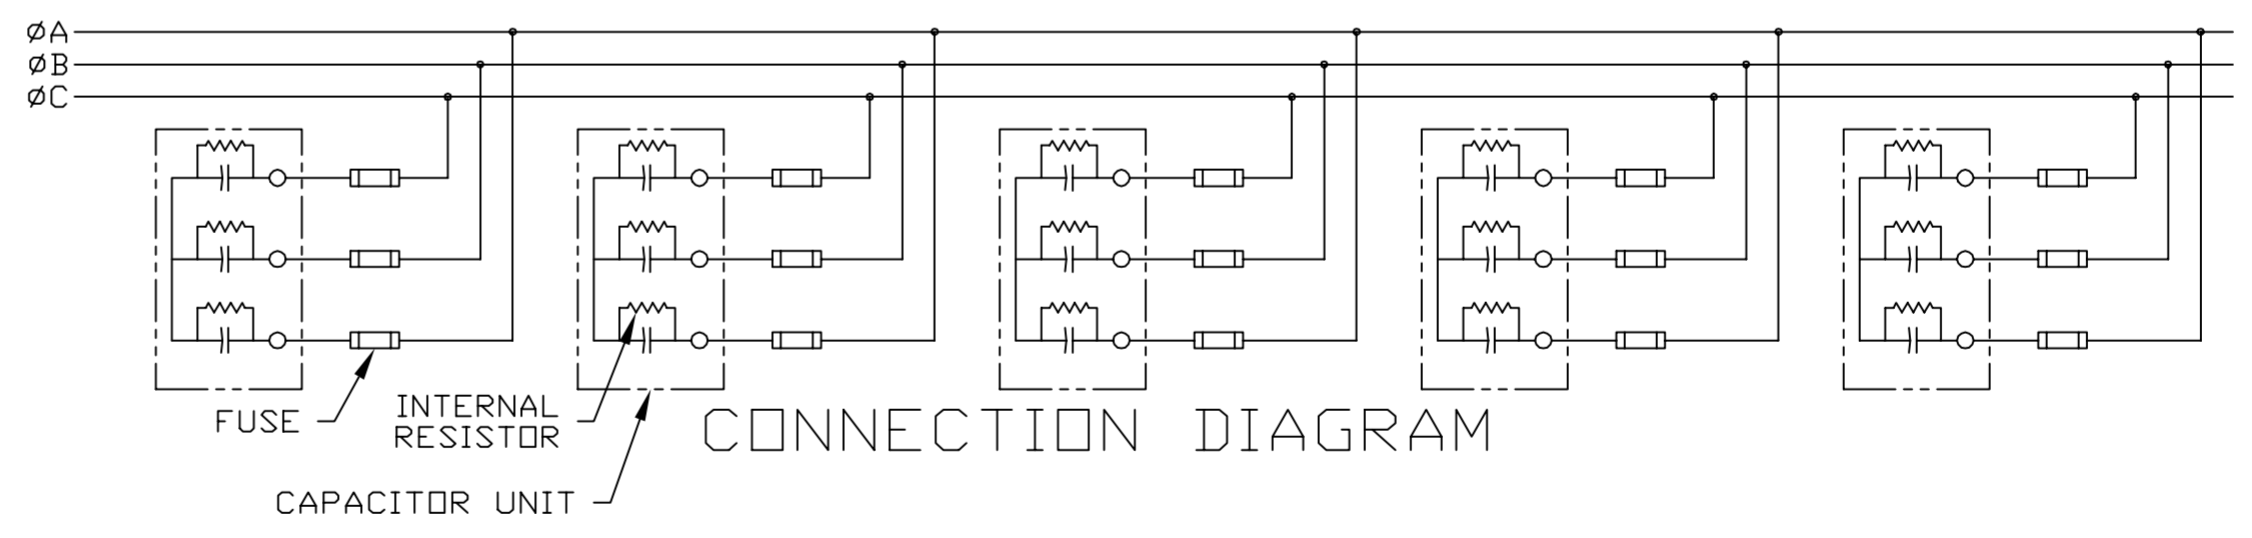 ØA
ØB
ØC
FUSE
INTERNAL
RESISTOR
CONNECTION DIAGRAM
CAPACITOR UNIT